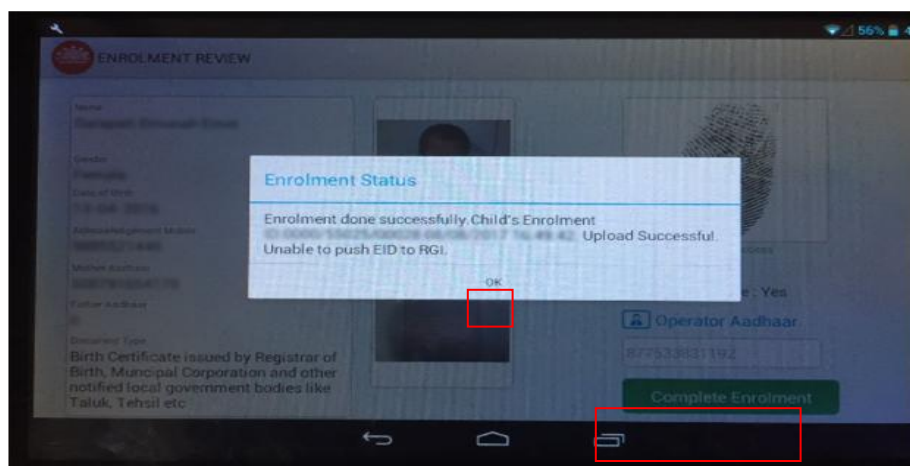 56%
ENROLMENT REVIEW
Name
Gender
Date of Birth
Enrolment Status
Enrolment done successfully.Child's Enrolment
Upload Successful.
Unable to push EID to RGI.
OK
Mother Aadhaar
Father Aadhaar
e : Yes
Operator Aadhaar
Document Type
Birth Certificate issued by Registrar of
Birth, Muncipal Corporation and other
notified local government bodies like
Taluk, Tehsil etc
Complete Enrolment